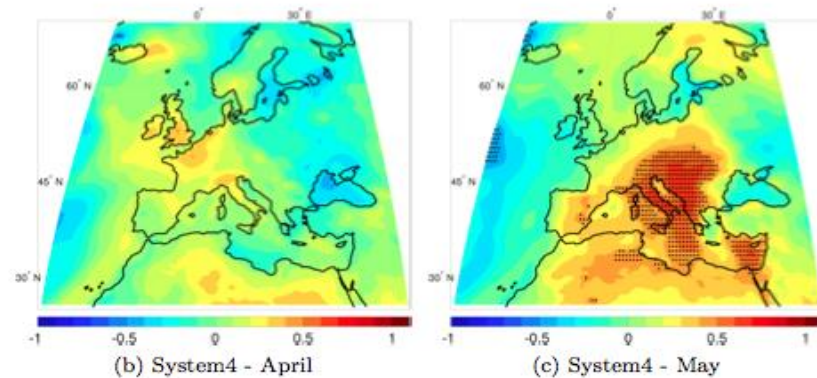 0° 30°E 0° 30°E
60°N 60°N
45°N 45°N
30°N 30°N
-1 -0.5 0 0.5 1 -1 -0.5 0 0.5 1
(b) System4 - April (c) System4 - May